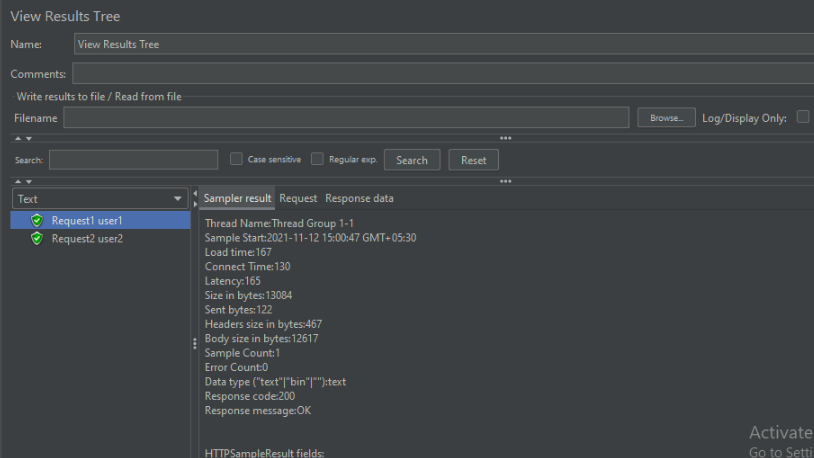 View Results Tree
Name: View Results Tree
Comments:
Write results to file / Read from file
Filename Browse... Log/Display Only:
Search: Case sensitive Regular exp. Search Reset
Text Sampler result Request Response data
Request1 user1
Request2 user2
Thread Name:Thread Group 1-1
Sample Start:2021-11-12 15:00:47 GMT+05:30
Load time:167
Connect Time:130
Latency:165
Size in bytes:13084
Sent bytes:122
Headers size in bytes:467
Body size in bytes:12617
Sample Count:1
Error Count:0
Data type ("text"|"bin"|""):text
Response code:200
Response message:OK
HTTPSampleResult fields:
Activate
Go to Setti